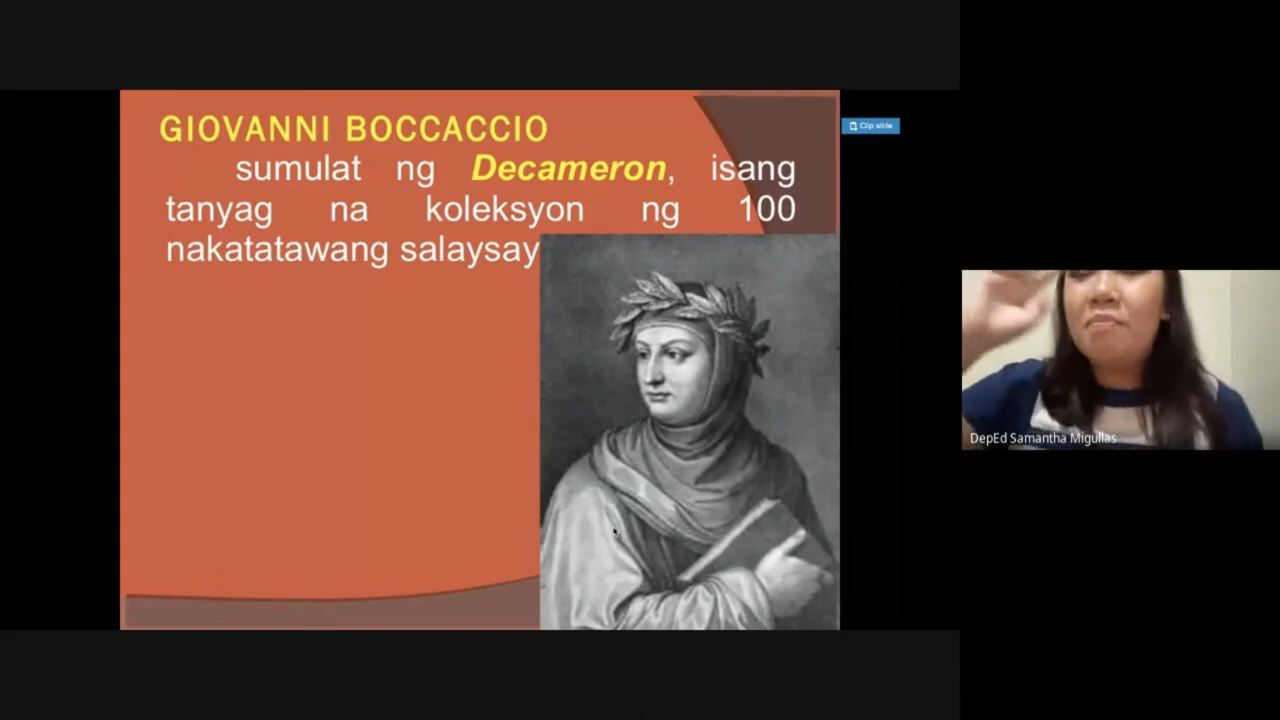 GIOVANNI BOCCACCIO
sumulat ng Decameron, isang
tanyag na koleksyon ng 100
nakatatawang salaysay
Clip slide
DepEd Samantha Migullas